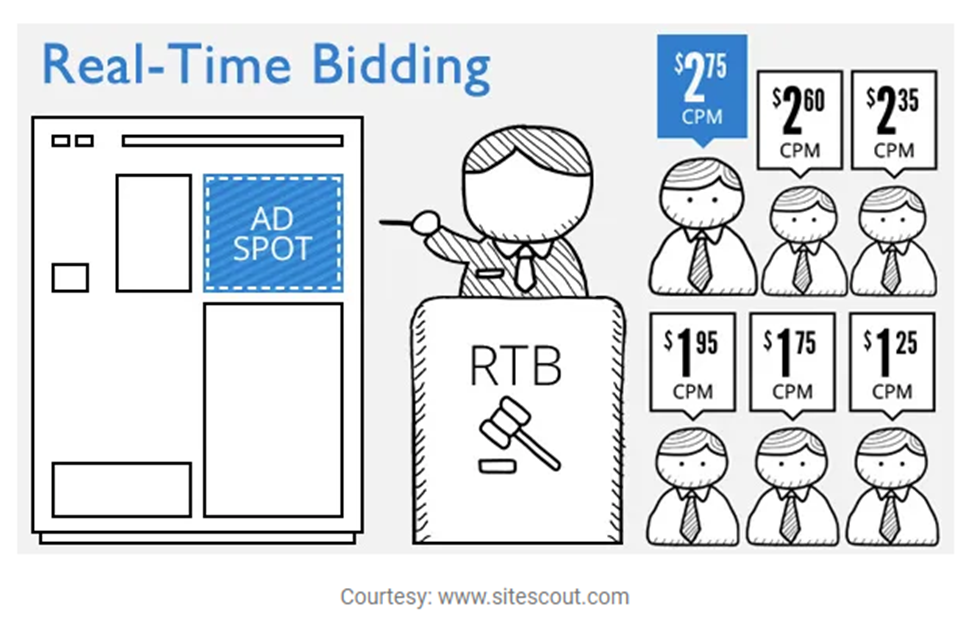 Real-Time Bidding
AD
SPOT
RTB
$2.75
CPM
$2.60
CPM
$2.35
CPM
$1.95
CPM
$1.75
CPM
$1.25
CPM
Courtesy: www.sitescout.com